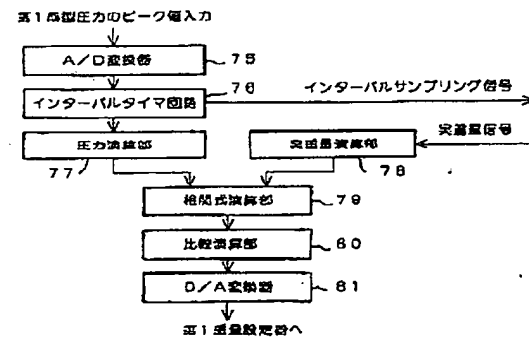 第1成型圧力のピーク値入力
A/D変換器
75
インターバルタイマ回路
76
インターバルサンプリング信号
圧力演算部
77
実重量信号
実重量演算部
78
相関式演算部
79
比較演算部
80
D/A変換器
81
第1重量設定器へ